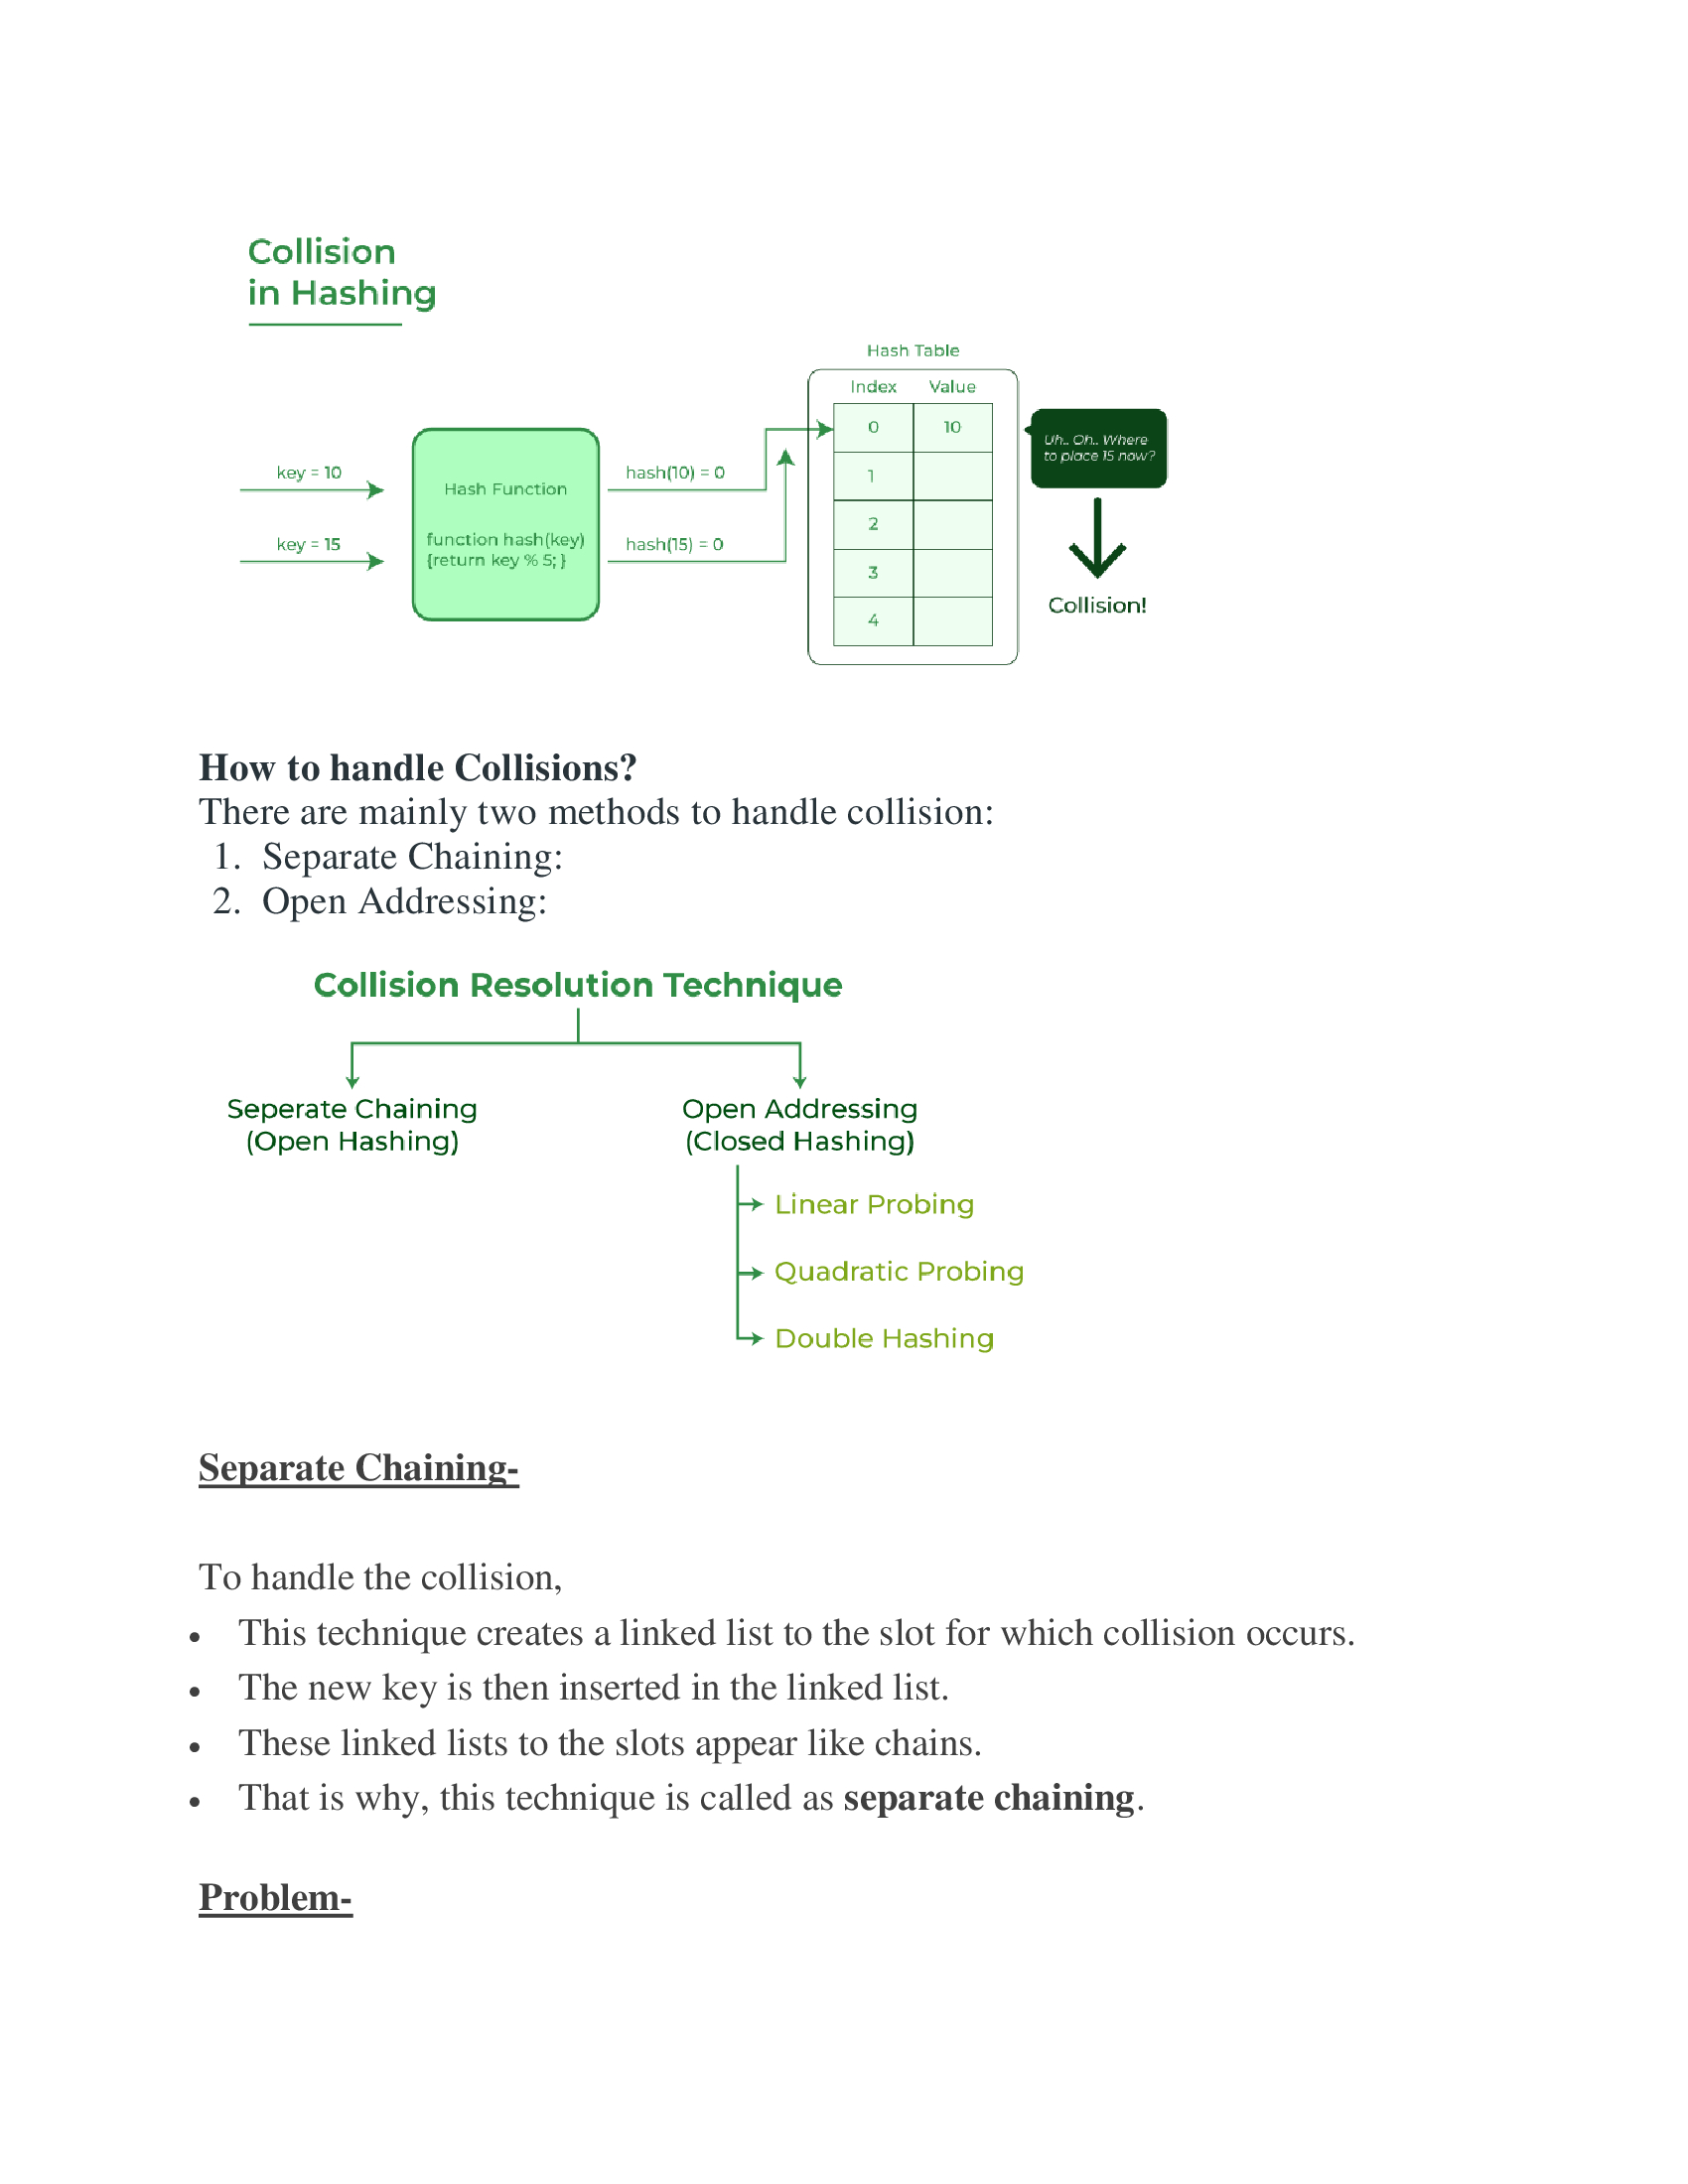 Collision
in Hashing
Hash Table
Index Value
0 10
1
2
3
4
Uh.. Oh.. Where
to place 15 now?
Collision!
key = 10
key = 15
Hash Function
function hash(key)
{return key % 5; }
hash(10) = 0
hash(15) = 0
How to handle Collisions?
There are mainly two methods to handle collision:
1. Separate Chaining:
2. Open Addressing:
Collision Resolution Technique
Seperate Chaining
(Open Hashing)
Open Addressing
(Closed Hashing)
Linear Probing
Quadratic Probing
Double Hashing
Separate Chaining-
To handle the collision,
• This technique creates a linked list to the slot for which collision occurs.
• The new key is then inserted in the linked list.
• These linked lists to the slots appear like chains.
• That is why, this technique is called as separate chaining.
Problem-